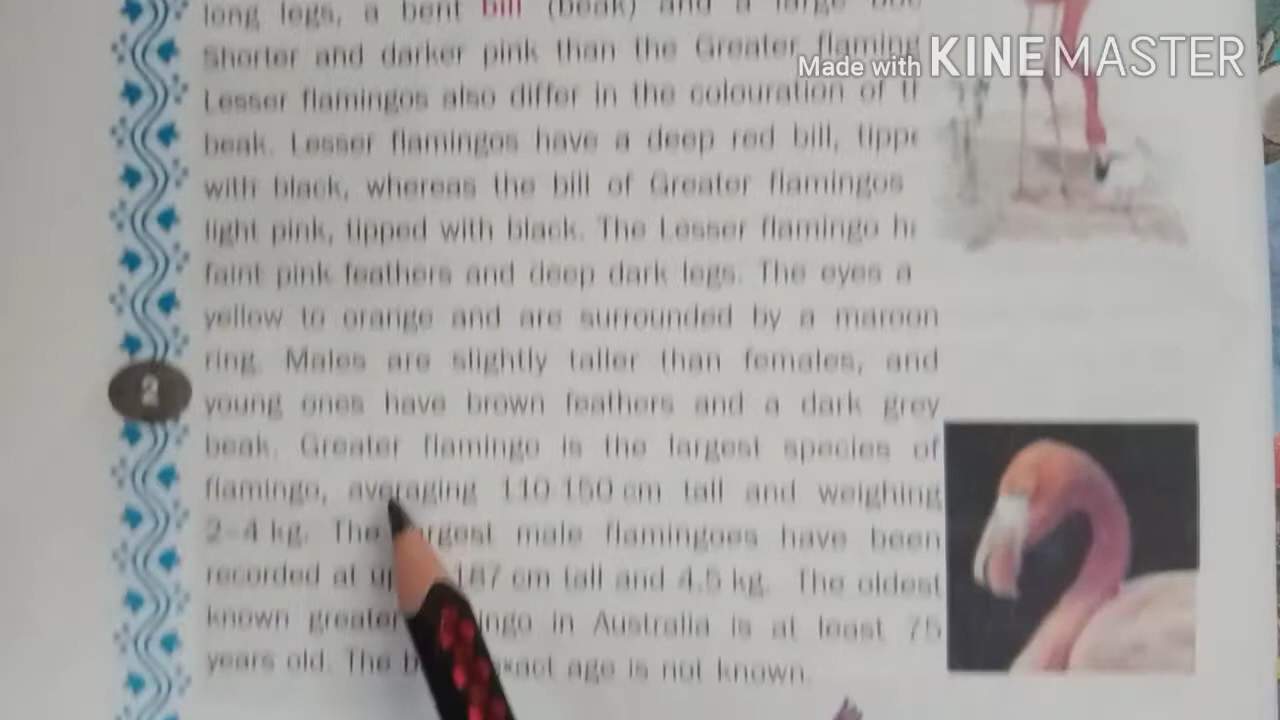 long legs, a bent bill (beak) and a large
Shorter and darker pink than the Greater flaming
Made with KINEMASTER
Lesser flamingos also differ in the colouration of
beak. Lesser flamingos have a deep red bill, tippe
with black, whereas the bill of Greater flamingos
light pink, tipped with black. The Lesser flamingo
faint pink feathers and deep dark legs. The eyes a
yellow to orange and are surrounded by a maroon
ring. Males are slightly taller than females, and
2
young ones have brown feathers and a dark grey
beak. Greater flamingo is the largest species of
flamingo, averaging 110-150 cm tall and weighing
2-4 kg. The argest male flamingoes have been
recorded at 187 cm tall and 4.5 kg. The oldest
known greater ingo in Australia is at least 75
years old. The xact age is not known.